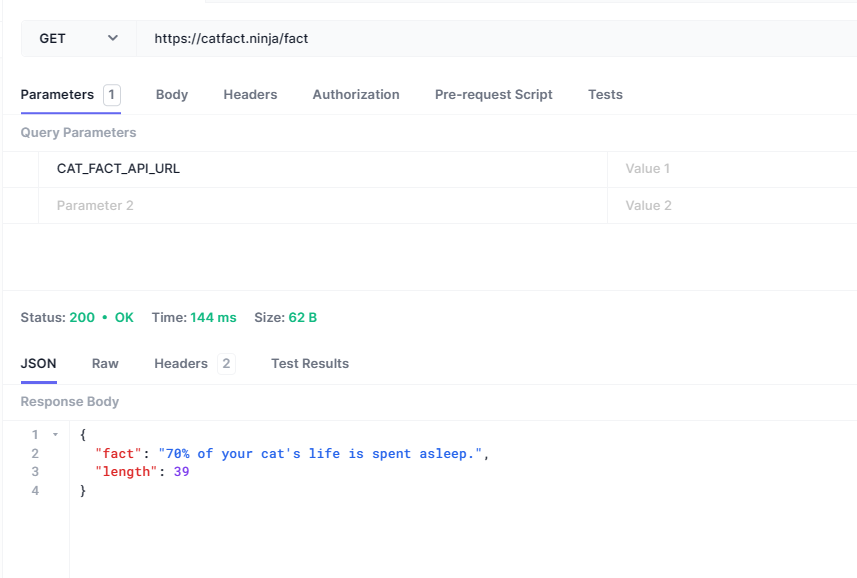 GET https://catfact.ninja/fact
Parameters 1 Body Headers Authorization Pre-request Script Tests
Query Parameters
CAT_FACT_API_URL Value 1
Parameter 2 Value 2
Status: 200 • OK Time: 144 ms Size: 62 B
JSON Raw Headers 2 Test Results
Response Body
1 {
2 "fact": "70% of your cat's life is spent asleep.",
3 "length": 39
4 }